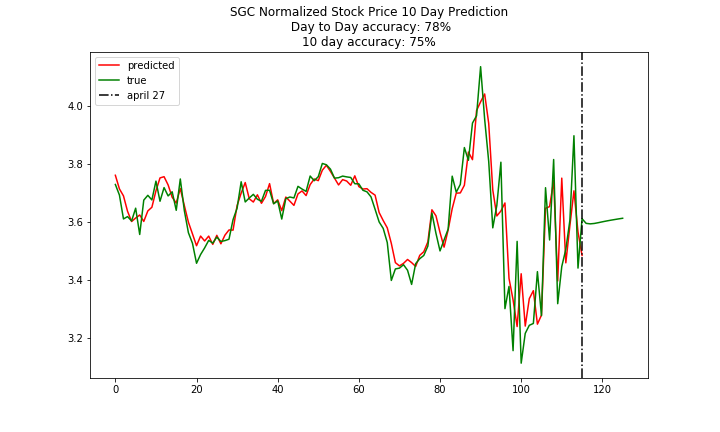 SGC Normalized Stock Price 10 Day Prediction
Day to Day accuracy: 78%
10 day accuracy: 75%
predicted
true
april 27
4.0
3.8
3.6
3.4
3.2
0 20 40 60 80 100 120